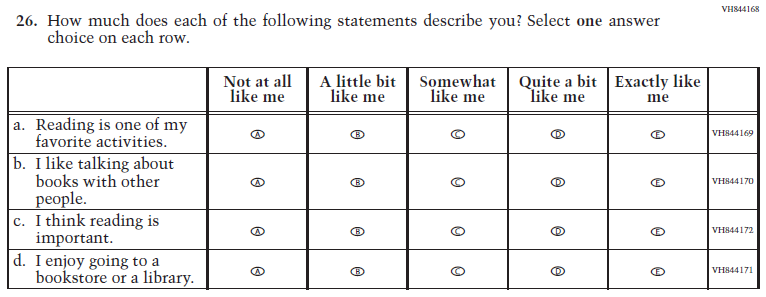 VH844168
26. How much does each of the following statements describe you? Select one answer
choice on each row.
Not at all
like me
A little bit
like me
Somewhat
like me
Quite a bit
like me
Exactly like
me
a. Reading is one of my
favorite activities.
A B C D E VH844169
b. I like talking about
books with other
people.
A B C D E VH844170
c. I think reading is
important.
A B C D E VH844172
d. I enjoy going to a
bookstore or a library.
A B C D E VH844171